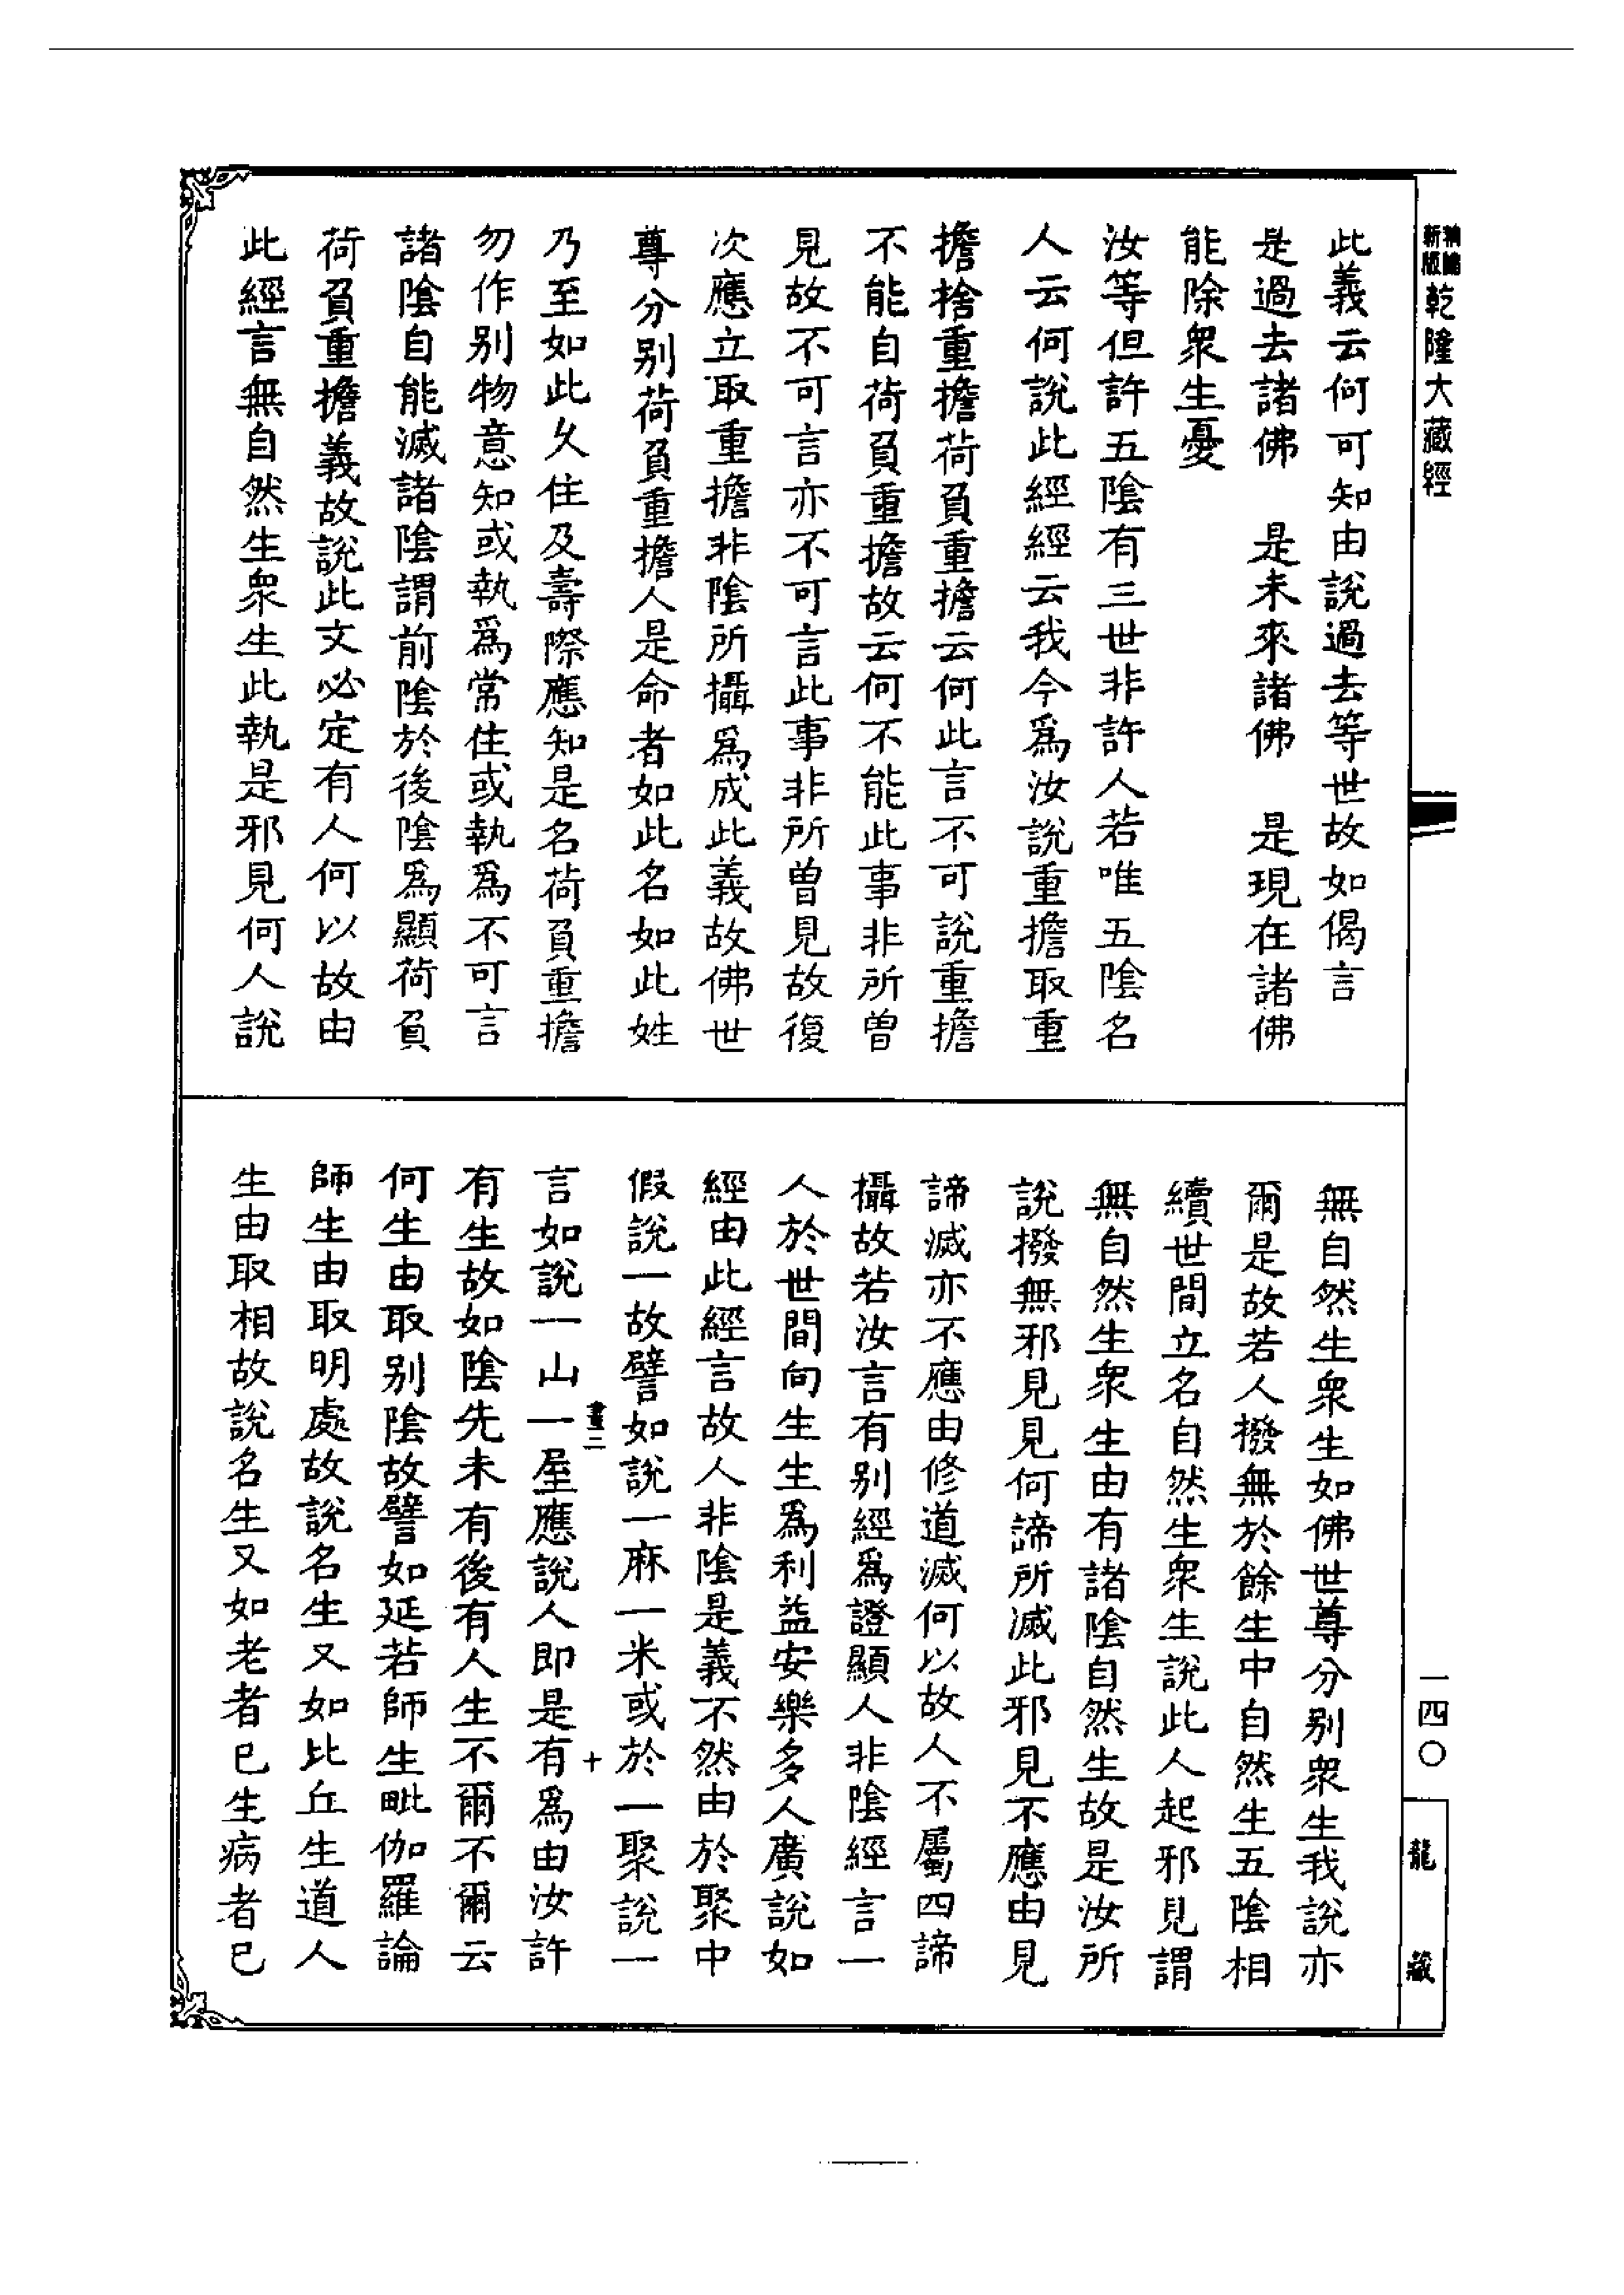 新版
乾隆大藏經
此義云何可知由說過去等世故如偈言
是過去諸佛　是未來諸佛　是現在諸佛
能除衆生憂
汝等但許五陰有三世非許人若唯五陰名
人云何說此經經云我今爲汝說重擔取重
擔捨重擔荷負重擔云何此言不可說重擔
不能自荷負重擔故云何不能此事非所曽
見故不可言亦不可言此事非所曽見故復
次應立取重擔非陰所攝爲成此義故佛世
尊分别荷負重擔人是命者如此名如此姓
乃至如此乆住及壽際應知是名荷負重擔
勿作别物意知或執爲常住或執爲不可言
諸陰自能滅諸陰謂前陰於後陰爲顯荷負
荷負重擔義故說此文必定有人何以故由
此經言無自然生衆生此執是邪見何人說
無自然生衆生如佛世尊分别衆生我說亦
爾是故若人撥無於餘生中自然生五陰相
續世間立名自然生衆生說此人起邪見謂
無自然生衆生由有諸陰自然生故是汝所
說撥無邪見見何諦所滅此邪見不應由見
諦滅亦不應由修道滅何以故人不屬四諦
攝故若汝言有别經爲證顯人非陰經言一
人於世間向生生爲利益安樂多人廣說如
經由此經言故人非陰是義不然由於聚中
假說一故譬如說一麻一米或於一聚說一
畫二
十
言如說一山一屋應說人即是有爲由汝許
有生故如陰先未有後有人生不爾不爾云
何生由取别陰故譬如延若師生毗伽羅論
師生由取明處故說名生又如比丘生道人
生由取相故說名生又如老者已生病者已
一四〇
龍藏